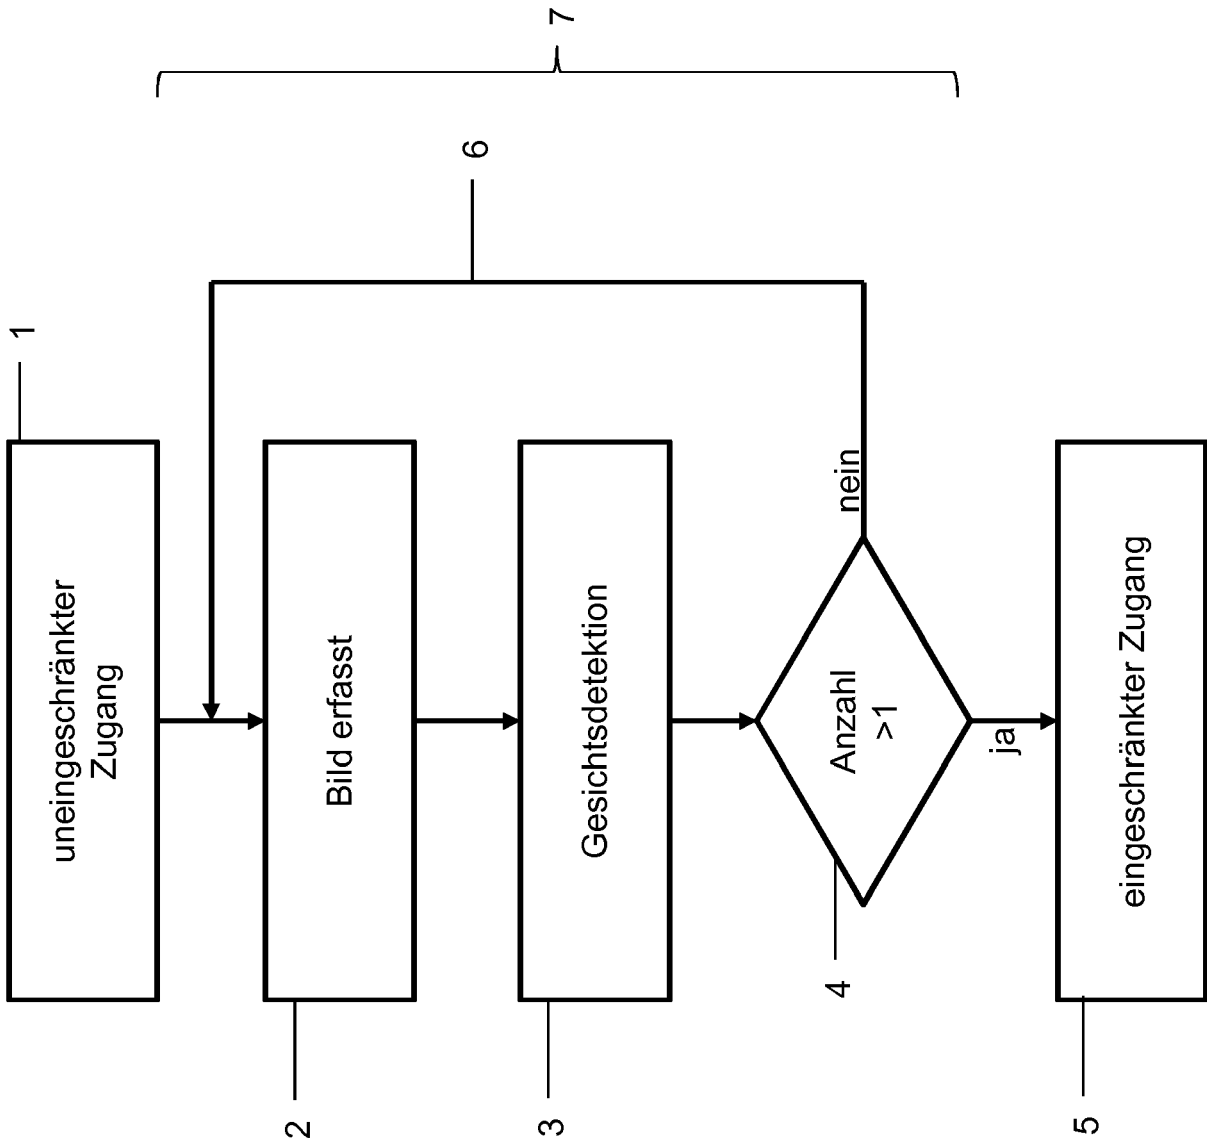 uneingeschränkter
Zugang
1
Bild erfasst
2
Gesichtsdetektion
3
Anzahl
>1
4
nein
ja
eingeschränkter Zugang
5
6
7